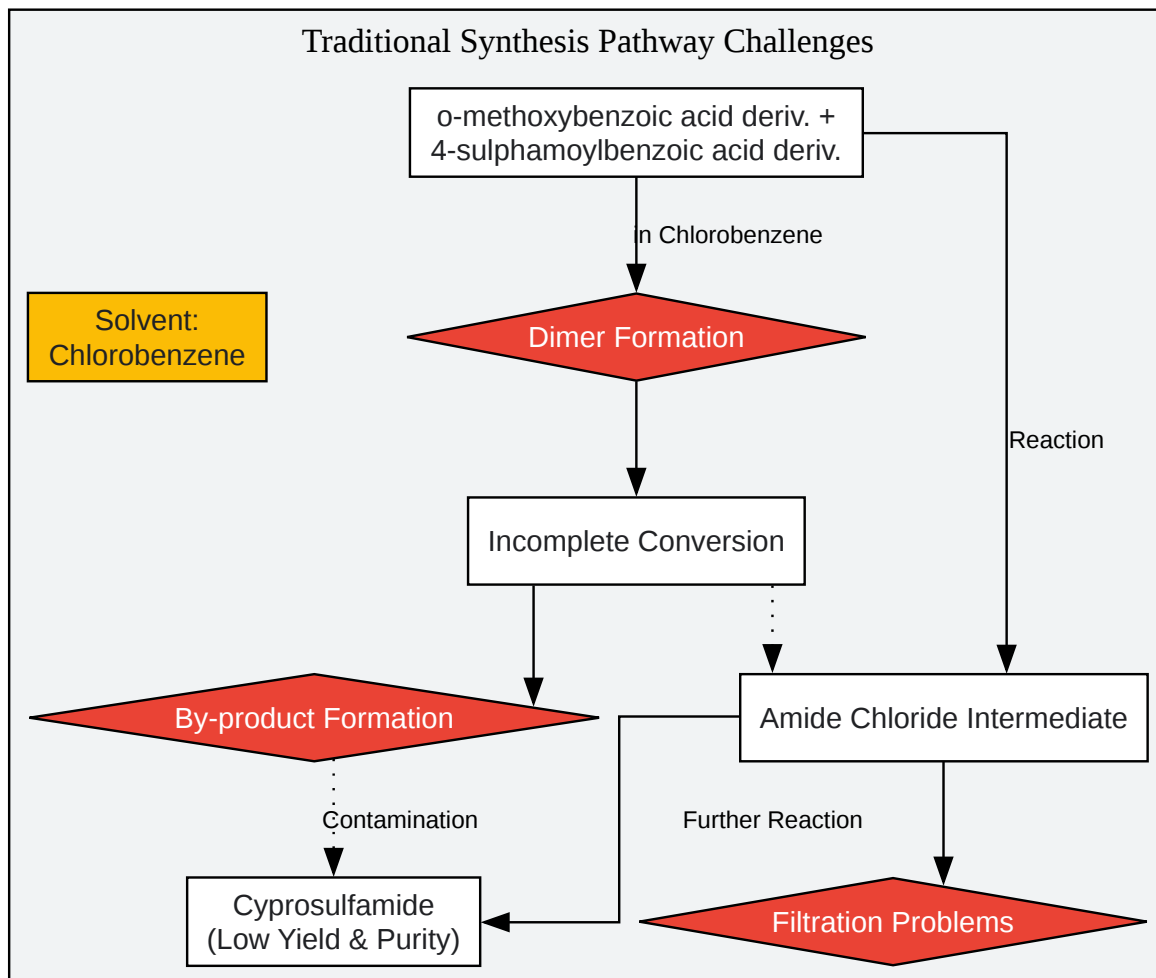 Traditional Synthesis Pathway Challenges
o-methoxybenzoic acid deriv. +
4-sulphamoylbenzoic acid deriv.
in Chlorobenzene
Solvent:
Chlorobenzene
Dimer Formation
Reaction
Incomplete Conversion
By-product Formation
Amide Chloride Intermediate
Contamination
Further Reaction
Cyprosulfamide
(Low Yield & Purity)
Filtration Problems